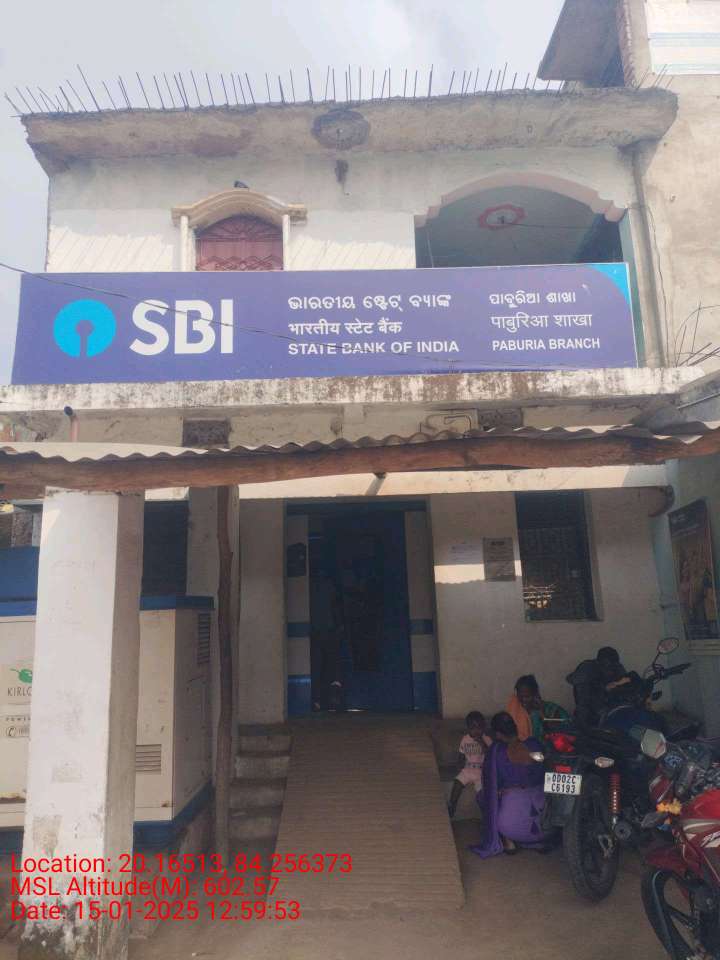 SBI
ଭାରତୀୟ ଷ୍ଟେଟ୍ ବ୍ୟାଙ୍କ
भारतीय स्टेट बैंक
STATE BANK OF INDIA
ପାବୁରିଆ ଶାଖା
पाबुरिआ शाखा
PABURIA BRANCH
OD02C
C6193
Location: 20.16513, 84.256373
MSL Altitude(M): 602.57
Date: 15-01-2025 12:59:53